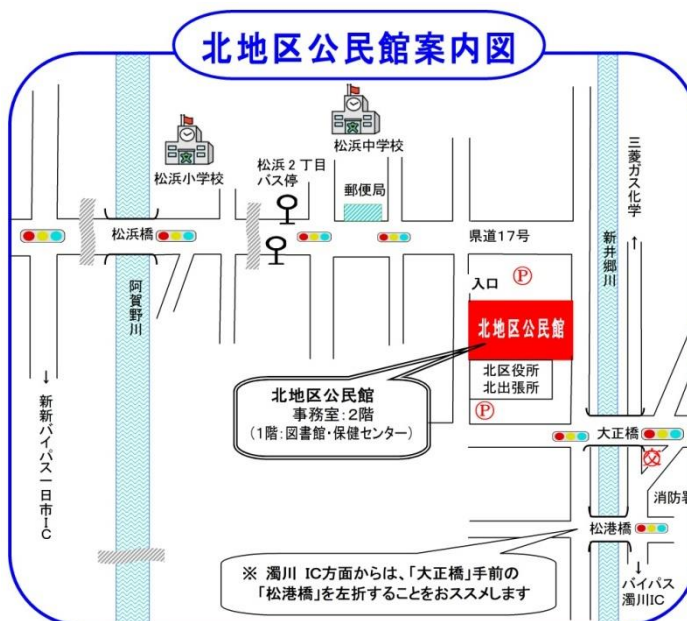 北地区公民館案内図
松浜小学校
松浜中学校
松浜2丁目
バス停
郵便局
三菱ガス化学
松浜橋
県道17号
新井郷川
阿賀野川
入口
P
北地区公民館
北区役所
北出張所
P
北地区公民館
事務室:2階
(1階:図書館・保健センター)
→新新バイパス一日市IC
大正橋
消防署
松港橋
※ 濁川 IC方面からは、「大正橋」手前の
「松港橋」を左折することをおススメします
バイパス
濁川IC